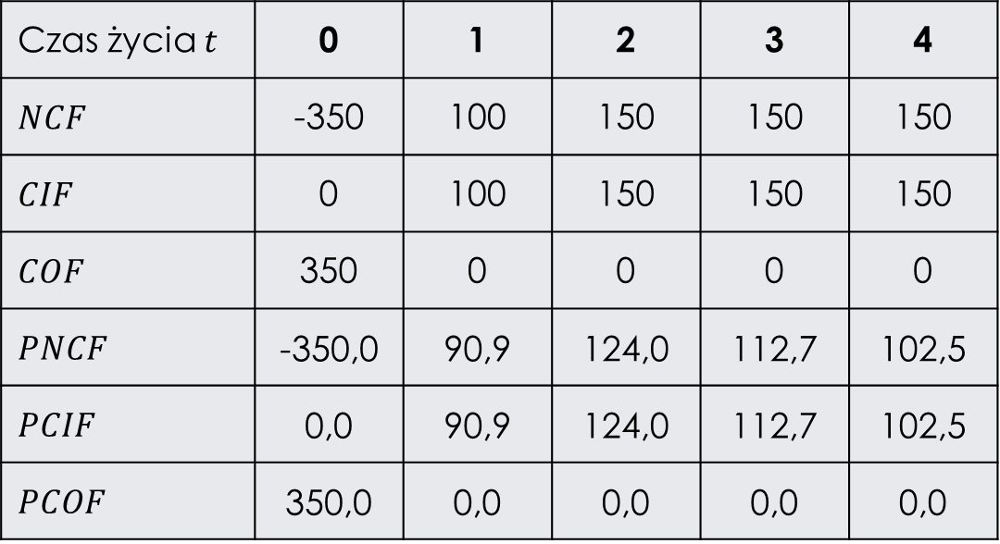 Czas życia t 0 1 2 3 4
NCF -350 100 150 150 150
CIF 0 100 150 150 150
COF 350 0 0 0 0
PNCF -350,0 90,9 124,0 112,7 102,5
PCIF 0,0 90,9 124,0 112,7 102,5
PCOF 350,0 0,0 0,0 0,0 0,0